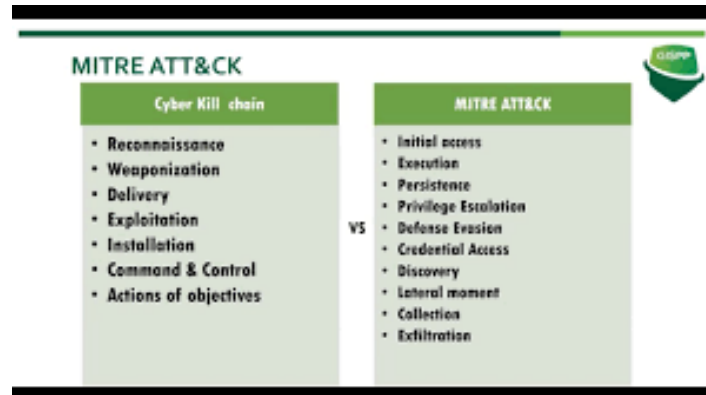 GISPP
MITRE ATT&CK
Cyber Kill chain
• Reconnaissance
• Weaponization
• Delivery
• Exploitation
• Installation
• Command & Control
• Actions of objectives
VS
MITRE ATT&CK
• Initial access
• Execution
• Persistence
• Privilege Escalation
• Defense Evasion
• Credential Access
• Discovery
• Lateral moment
• Collection
• Exfiltration